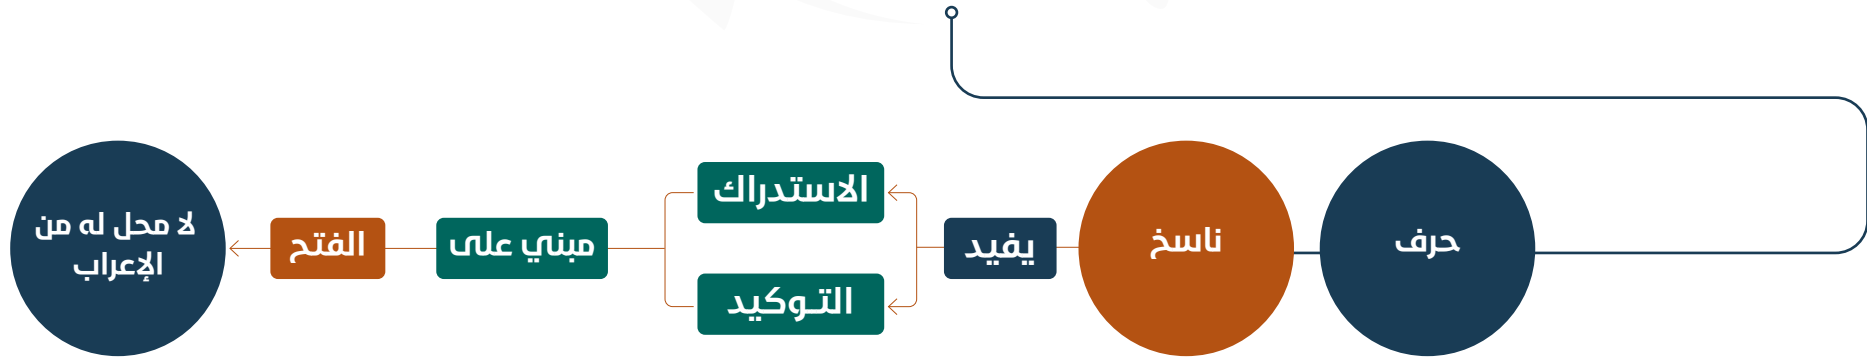 حرف
ناسخ
يفيد
الاستدراك
التـوكيد
مبني على
الفتح
لا محل له من
الإعراب